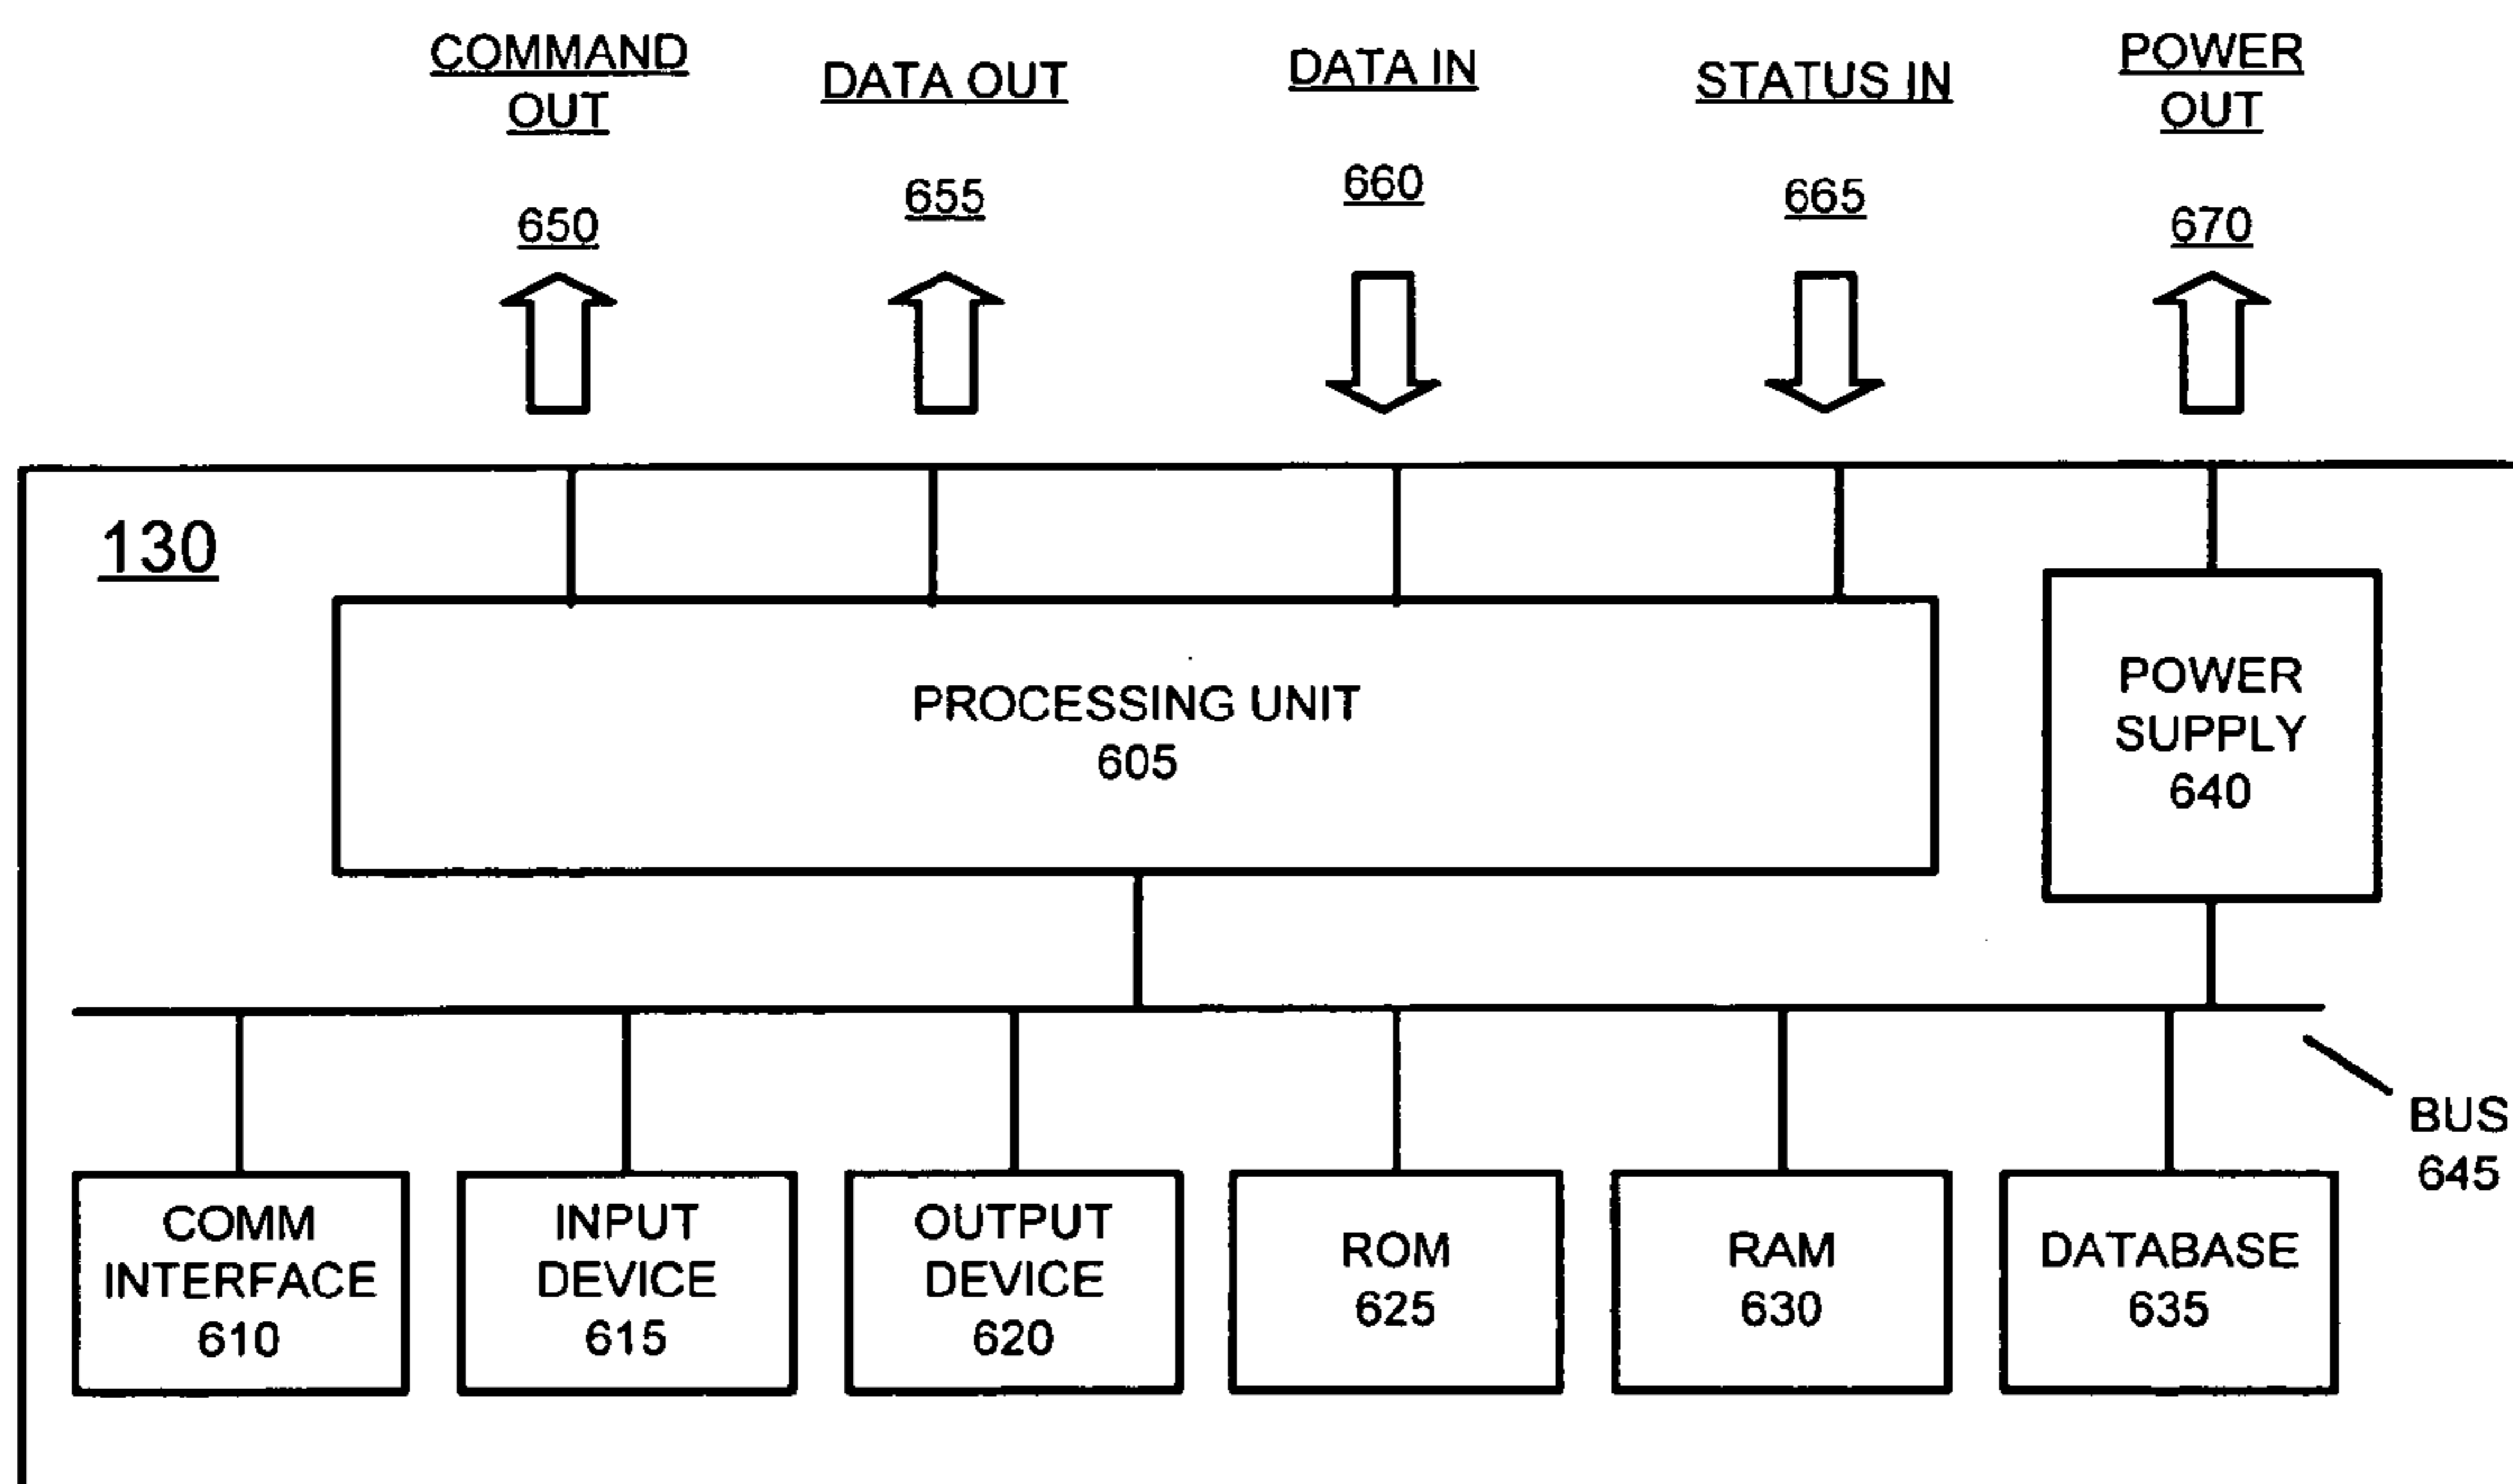 COMMAND
OUT
650
DATA OUT
655
DATA IN
660
STATUS IN
665
POWER
OUT
670
130
PROCESSING UNIT
605
POWER
SUPPLY
640
BUS
645
COMM
INTERFACE
610
INPUT
DEVICE
615
OUTPUT
DEVICE
620
ROM
625
RAM
630
DATABASE
635